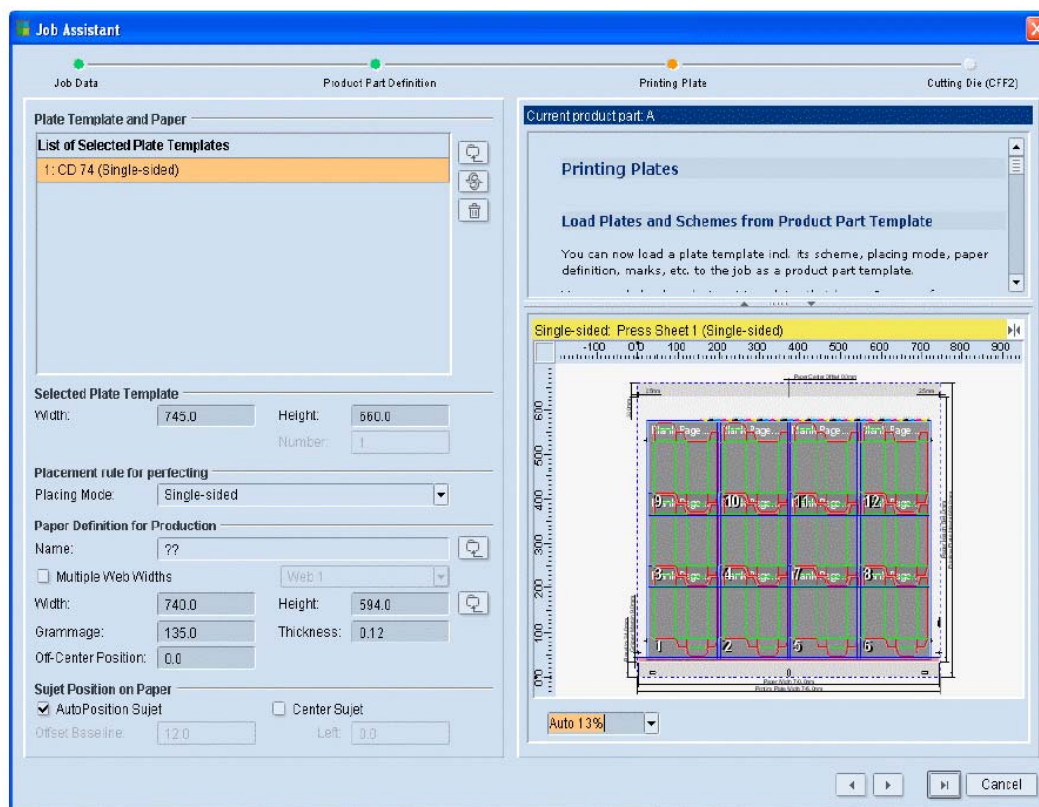 Job Assistant
Job Data
Product Part Definition
Printing Plate
Cutting Die (CFF2)
Plate Template and Paper
List of Selected Plate Templates
1: CD 74 (Single-sided)
Selected Plate Template
Width:
745.0
Height:
660.0
Number:
1
Placement rule for perfecting
Placing Mode:
Single-sided
Paper Definition for Production
Name:
??
Multiple Web Widths
Web 1
Width:
740.0
Height:
594.0
Grammage:
135.0
Thickness:
0.12
Off-Center Position:
0.0
Sujet Position on Paper
AutoPosition Sujet
Center Sujet
Offset Baseline:
12.0
Left:
0.0
Current product part: A
Printing Plates
Load Plates and Schemes from Product Part Template
You can now load a plate template incl. its scheme, placing mode, paper
definition, marks, etc. to the job as a product part template.
Single-sided: Press Sheet 1 (Single-sided)
-100 0 100 200 300 400 500 600 700 800 900
600
500
400
300
200
100
0
9 10 11 12
3 4 7 8
1 2 5 6
Auto 13%
Cancel